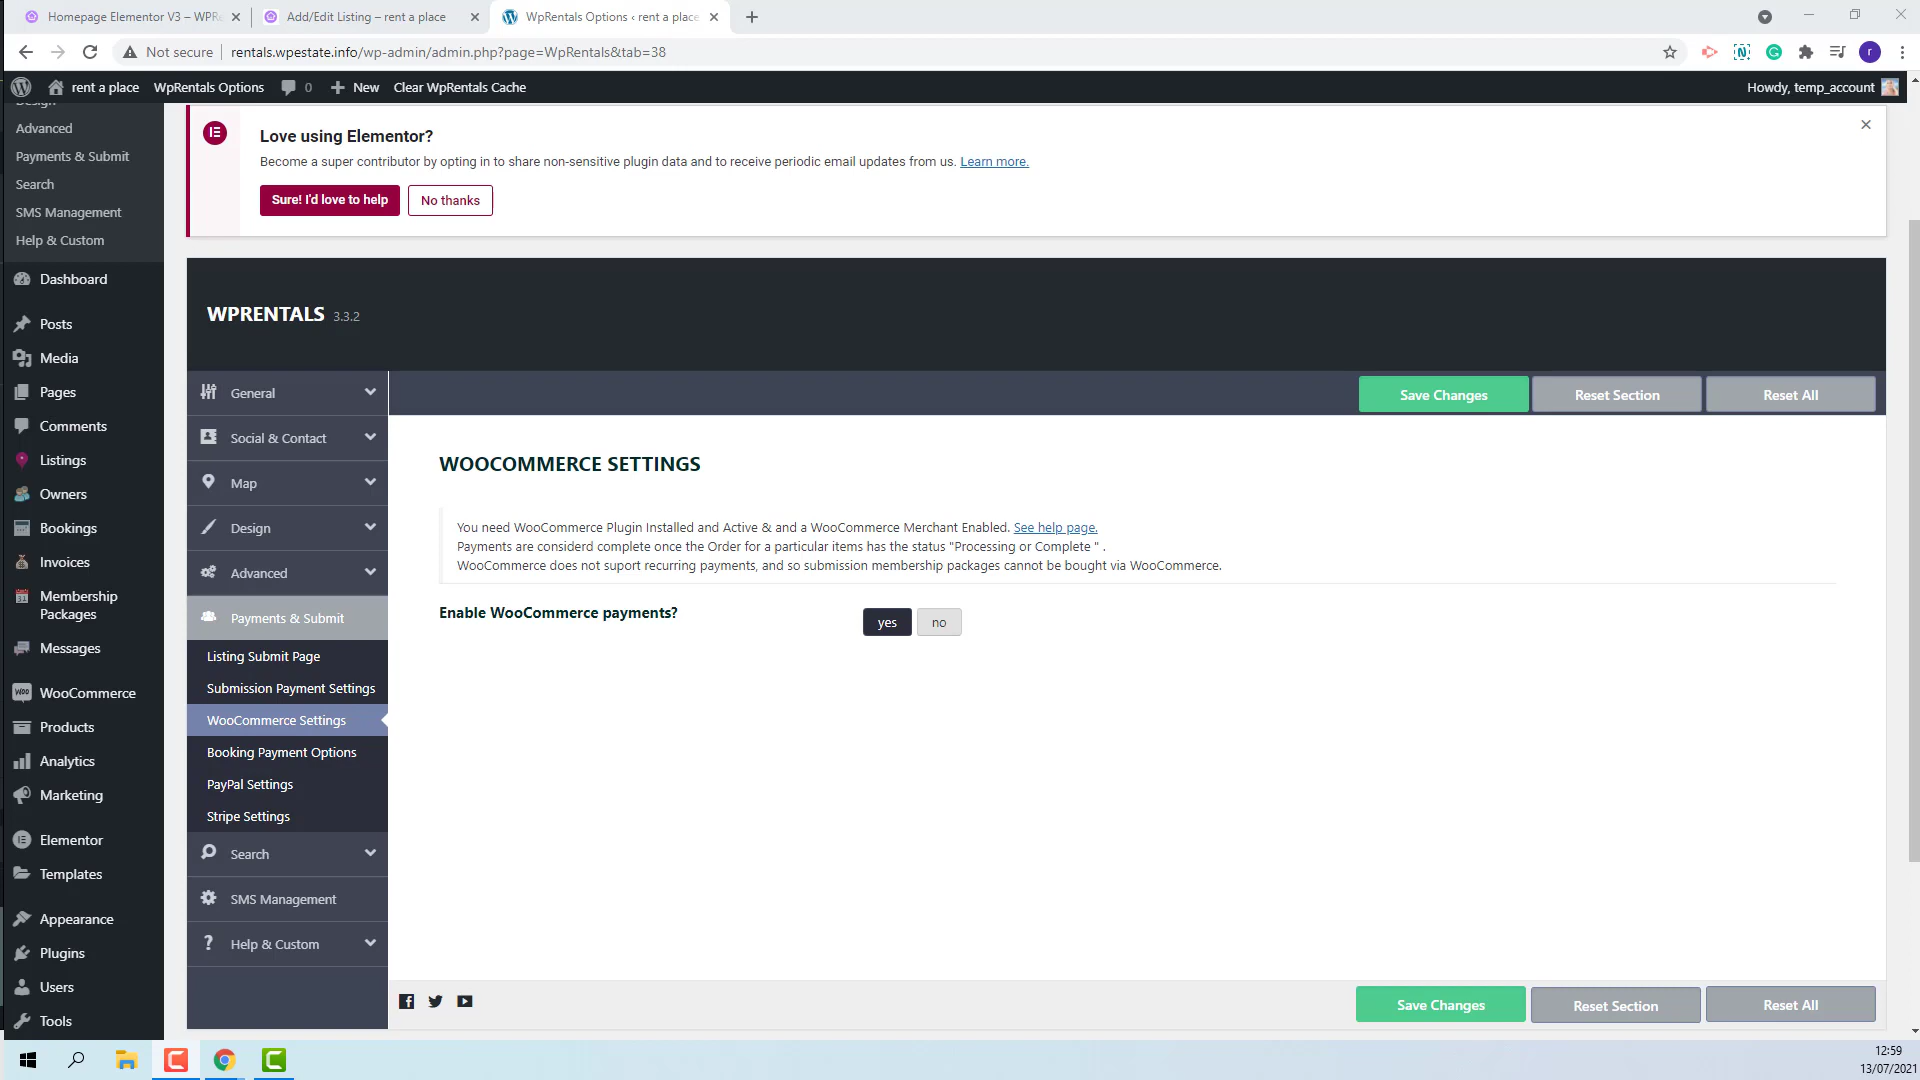 Homepage Elementor V3 – WPR
Add/Edit Listing – rent a place
WpRentals Options ‹ rent a place
Not secure
rentals.wpestate.info/wp-admin/admin.php?page=WpRentals&tab=38
rent a place
WpRentals Options
0
New
Clear WpRentals Cache
Howdy, temp_account
Design
Advanced
Payments & Submit
Search
SMS Management
Help & Custom
Dashboard
Posts
Media
Pages
Comments
Listings
Owners
Bookings
Invoices
Membership
Packages
Messages
WooCommerce
Products
Analytics
Marketing
Elementor
Templates
Appearance
Plugins
Users
Tools
Love using Elementor?
Become a super contributor by opting in to share non-sensitive plugin data and to receive periodic email updates from us. Learn more.
Sure! I'd love to help
No thanks
WPRENTALS 3.3.2
General
Social & Contact
Map
Design
Advanced
Payments & Submit
Listing Submit Page
Submission Payment Settings
WooCommerce Settings
Booking Payment Options
PayPal Settings
Stripe Settings
Search
SMS Management
Help & Custom
Save Changes
Reset Section
Reset All
WOOCOMMERCE SETTINGS
You need WooCommerce Plugin Installed and Active & and a WooCommerce Merchant Enabled. See help page.
Payments are considerd complete once the Order for a particular items has the status "Processing or Complete " .
WooCommerce does not suport recurring payments, and so submission membership packages cannot be bought via WooCommerce.
Enable WooCommerce payments?
yes
no
Save Changes
Reset Section
Reset All
12:59
13/07/2021